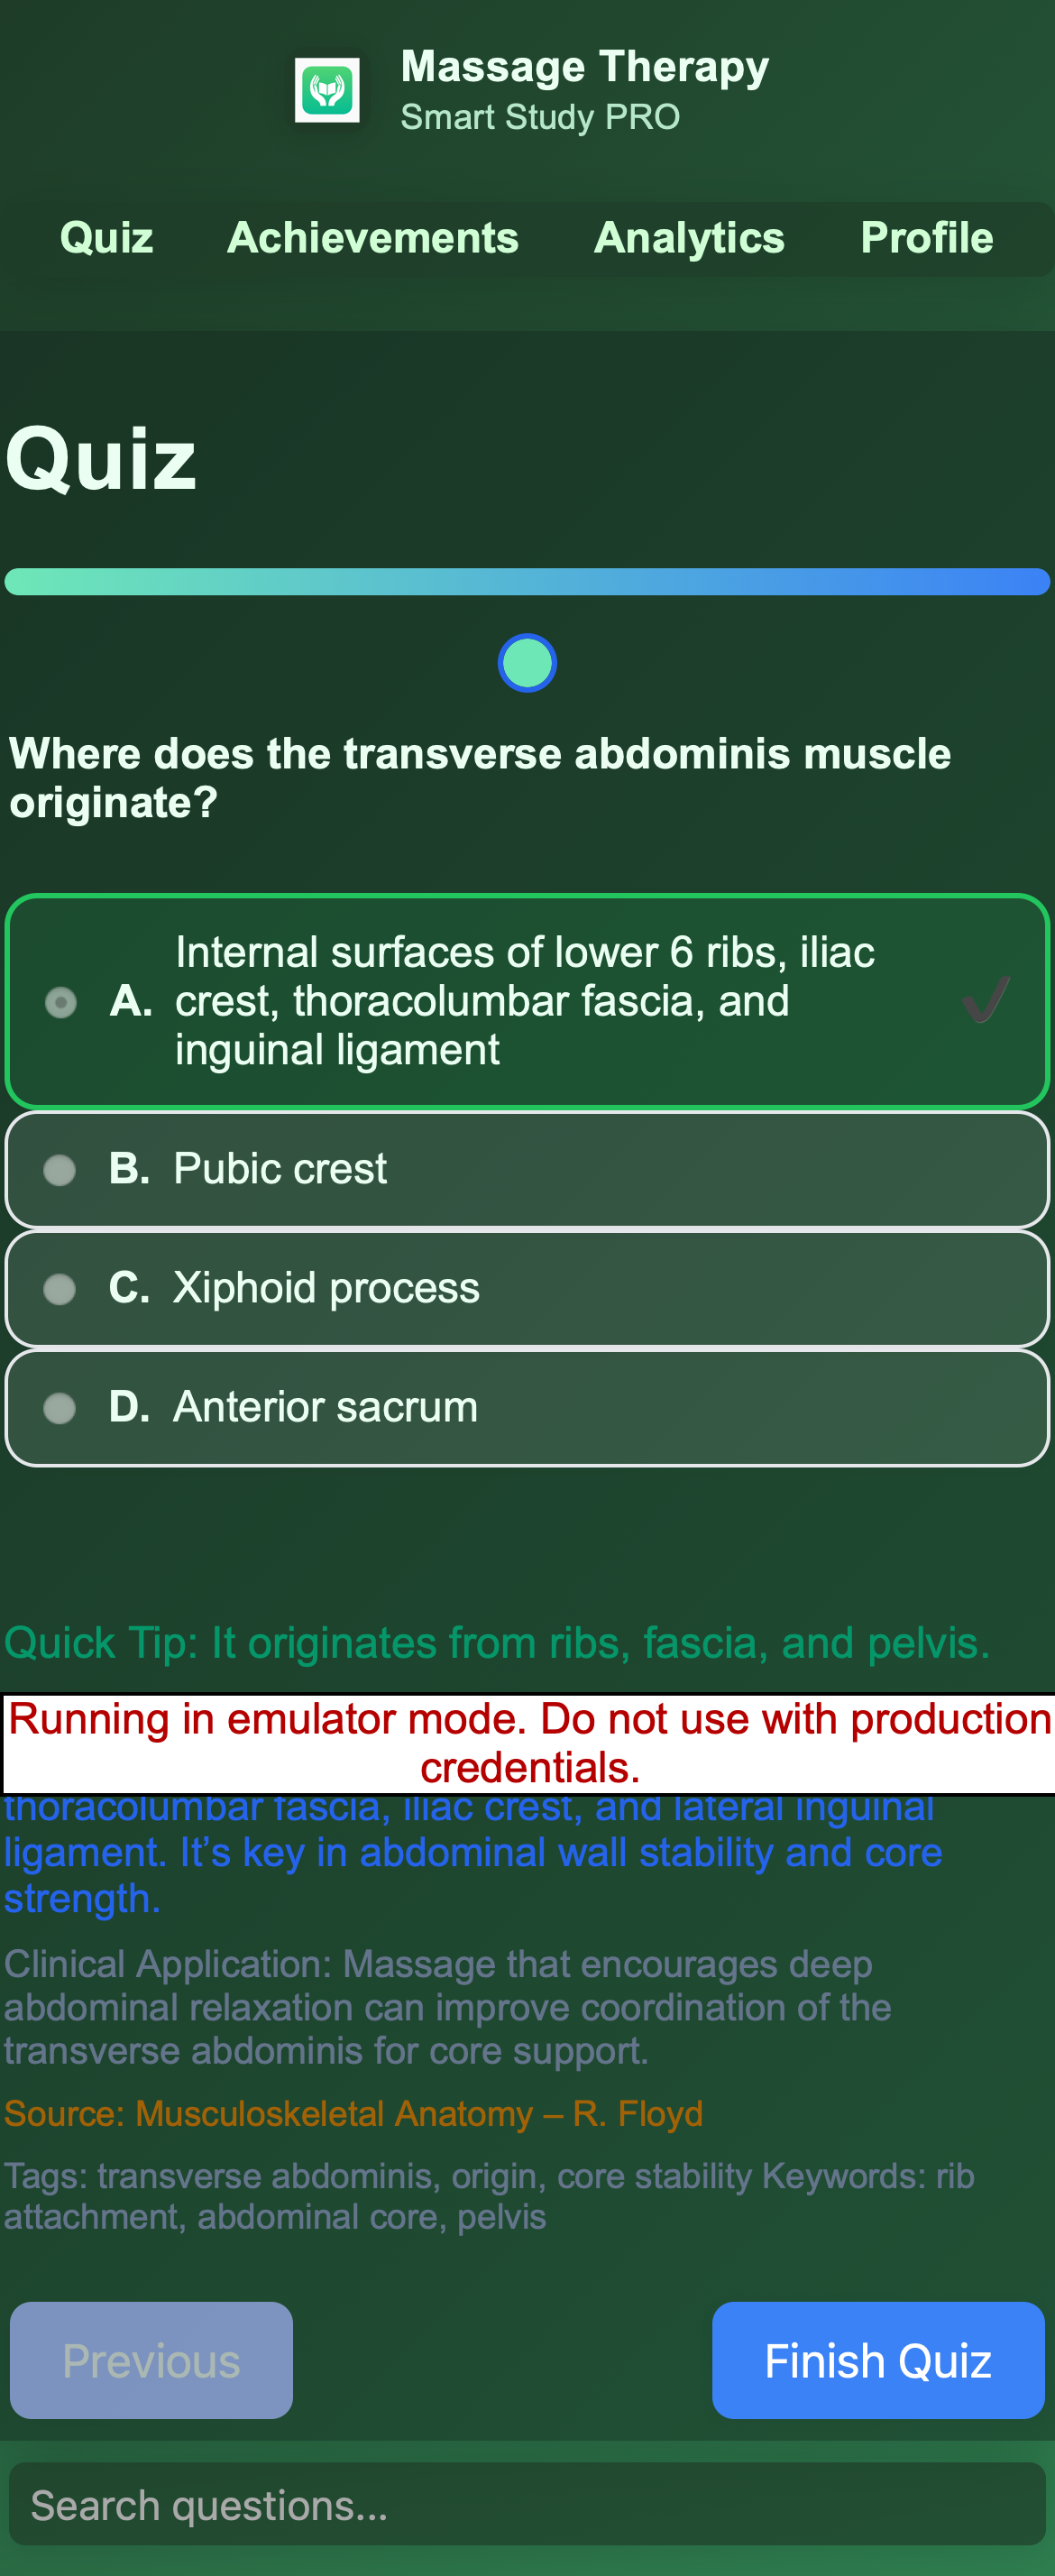 Massage Therapy
Smart Study PRO
Quiz Achievements Analytics Profile
Quiz
Where does the transverse abdominis muscle
originate?
A. Internal surfaces of lower 6 ribs, iliac
crest, thoracolumbar fascia, and
inguinal ligament
B. Pubic crest
C. Xiphoid process
D. Anterior sacrum
Quick Tip: It originates from ribs, fascia, and pelvis.
Running in emulator mode. Do not use with production
credentials.
thoracolumbar fascia, iliac crest, and lateral inguinal
ligament. It’s key in abdominal wall stability and core
strength.
Clinical Application: Massage that encourages deep
abdominal relaxation can improve coordination of the
transverse abdominis for core support.
Source: Musculoskeletal Anatomy – R. Floyd
Tags: transverse abdominis, origin, core stability Keywords: rib
attachment, abdominal core, pelvis
Previous Finish Quiz
Search questions...